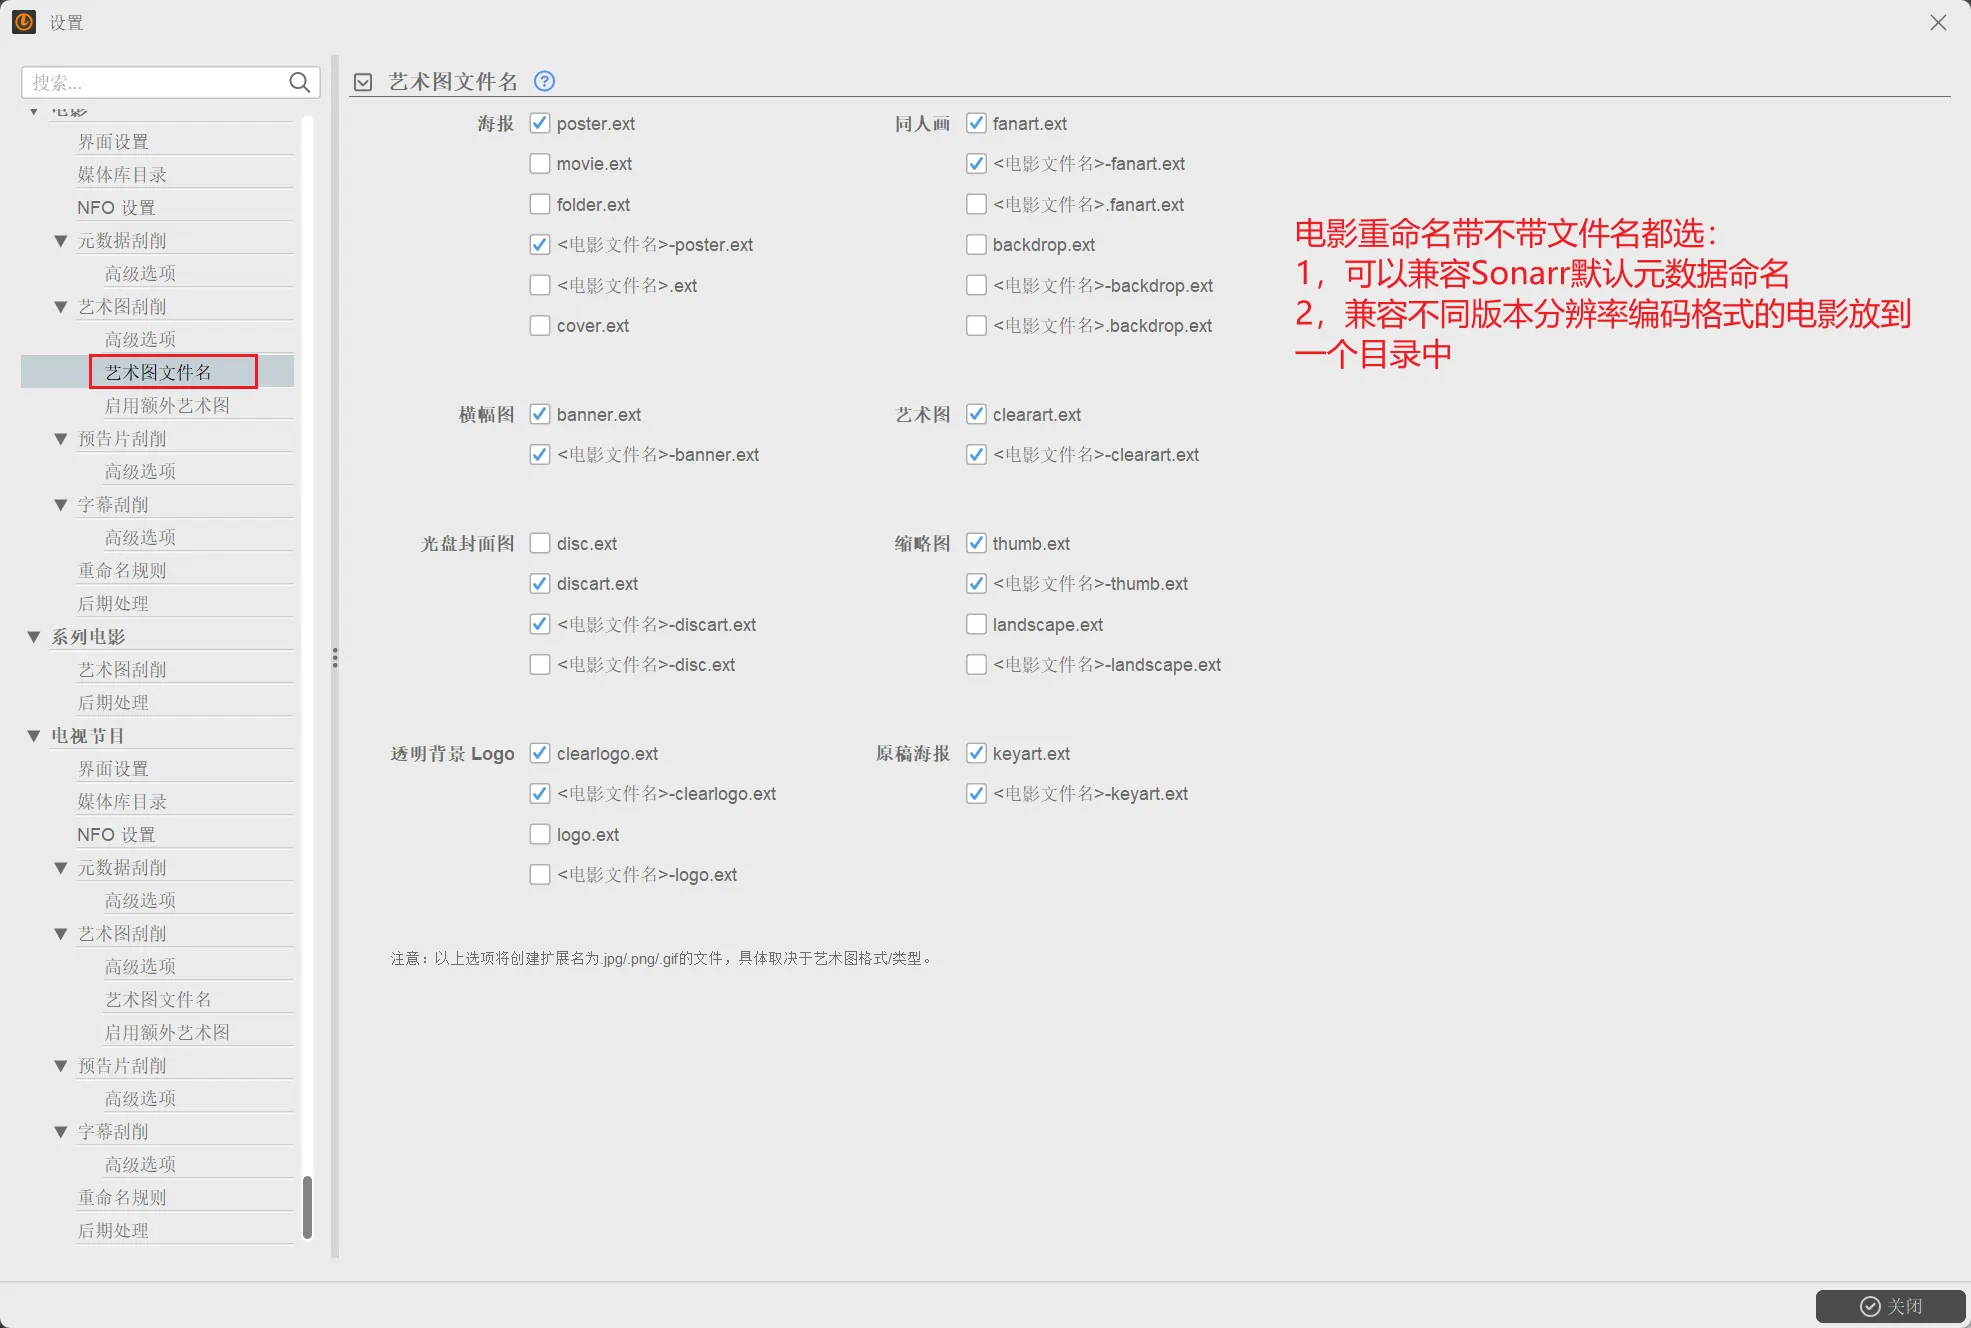 设置
搜索...
电影
界面设置
媒体库目录
NFO 设置
元数据刮削
高级选项
艺术图刮削
高级选项
艺术图文件名
启用额外艺术图
预告片刮削
高级选项
字幕刮削
高级选项
重命名规则
后期处理
系列电影
艺术图刮削
后期处理
电视节目
界面设置
媒体库目录
NFO 设置
元数据刮削
高级选项
艺术图刮削
高级选项
艺术图文件名
启用额外艺术图
预告片刮削
高级选项
字幕刮削
高级选项
重命名规则
后期处理
艺术图文件名
海报 poster.ext
movie.ext
folder.ext
<电影文件名>-poster.ext
<电影文件名>.ext
cover.ext
同人画 fanart.ext
<电影文件名>-fanart.ext
<电影文件名>.fanart.ext
backdrop.ext
<电影文件名>-backdrop.ext
<电影文件名>.backdrop.ext
横幅图 banner.ext
<电影文件名>-banner.ext
艺术图 clearart.ext
<电影文件名>-clearart.ext
光盘封面图 disc.ext
discart.ext
<电影文件名>-discart.ext
<电影文件名>-disc.ext
缩略图 thumb.ext
<电影文件名>-thumb.ext
landscape.ext
<电影文件名>-landscape.ext
透明背景 Logo clearlogo.ext
<电影文件名>-clearlogo.ext
logo.ext
<电影文件名>-logo.ext
原稿海报 keyart.ext
<电影文件名>-keyart.ext
注意：以上选项将创建扩展名为.jpg/.png/.gif的文件，具体取决于艺术图格式/类型。
电影重命名带不带文件名都选：
1，可以兼容Sonarr默认元数据命名
2，兼容不同版本分辨率编码格式的电影放到
一个目录中
关闭